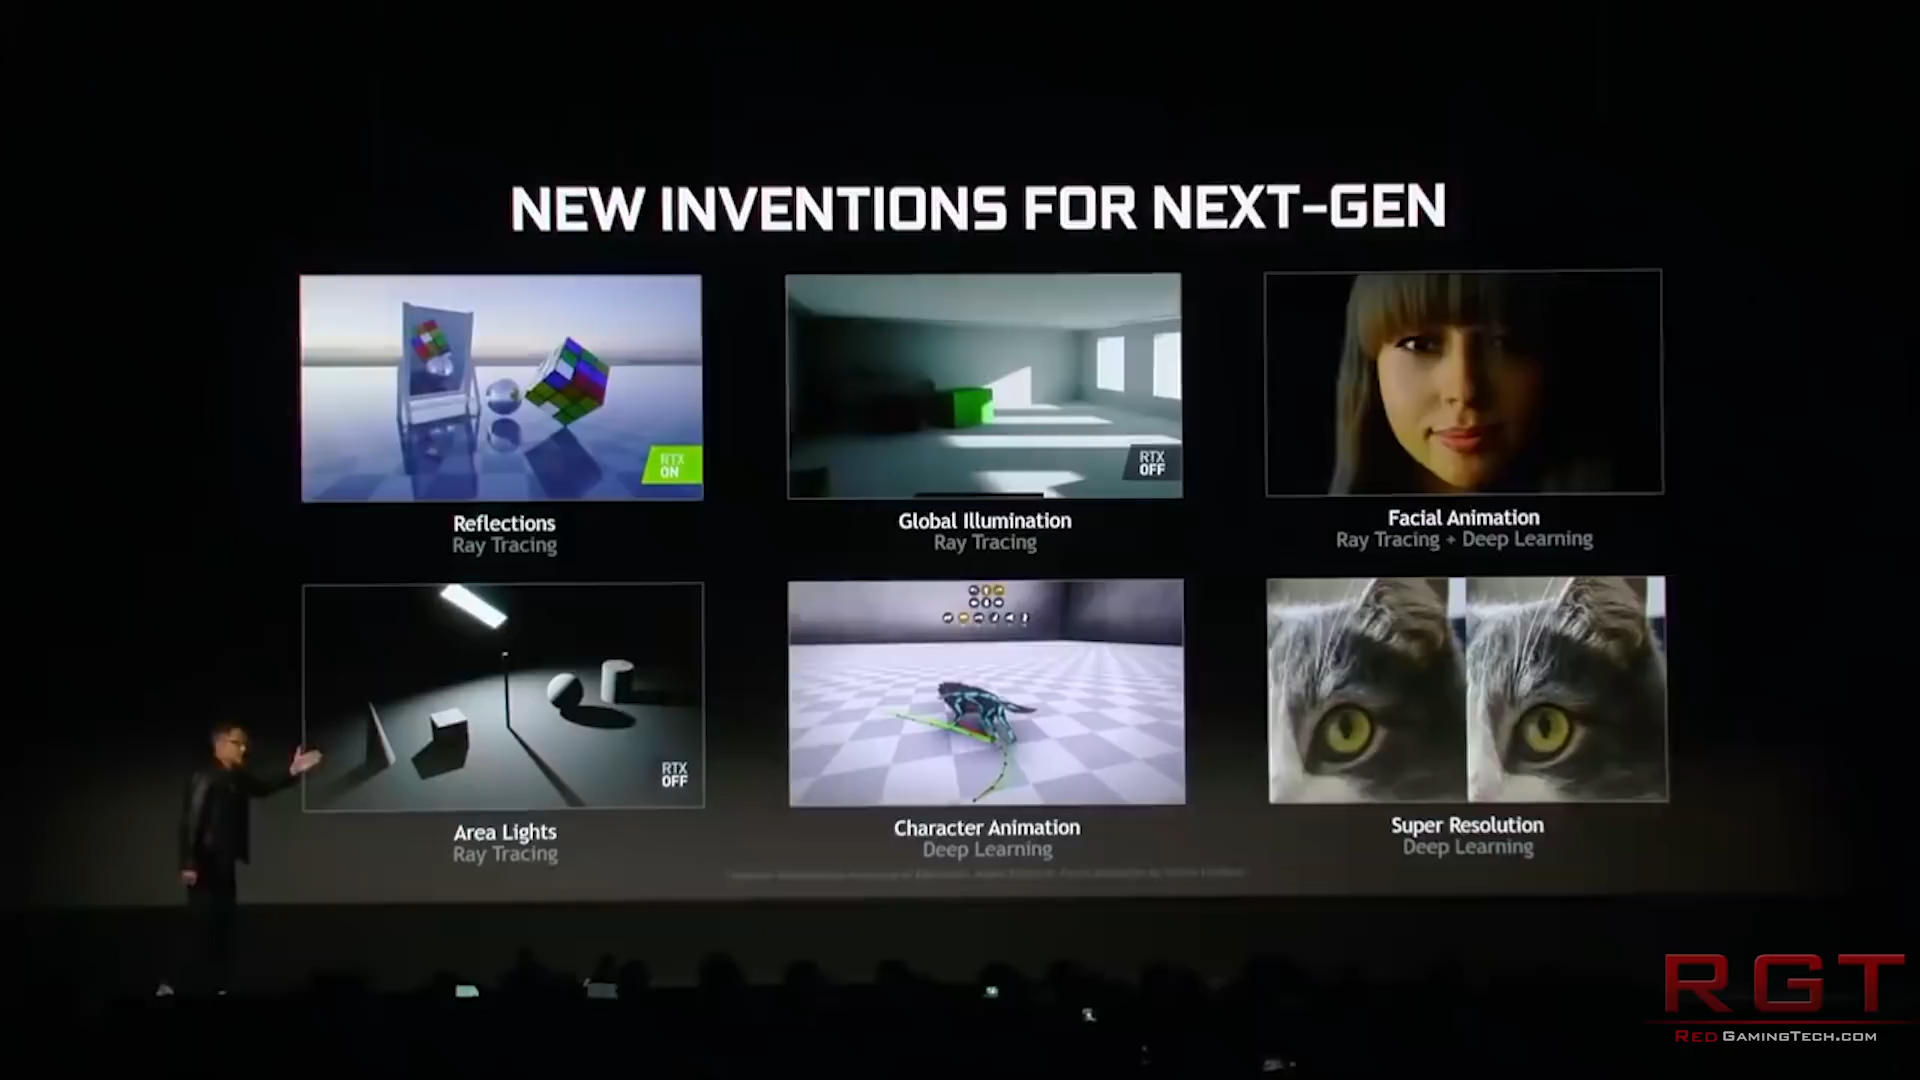 NEW INVENTIONS FOR NEXT-GEN
RTX
ON
Reflections
Ray Tracing
RTX
OFF
Global Illumination
Ray Tracing
Facial Animation
Ray Tracing + Deep Learning
RTX
OFF
Area Lights
Ray Tracing
Character Animation
Deep Learning
Super Resolution
Deep Learning
RGT
RED GAMINGTECH.COM